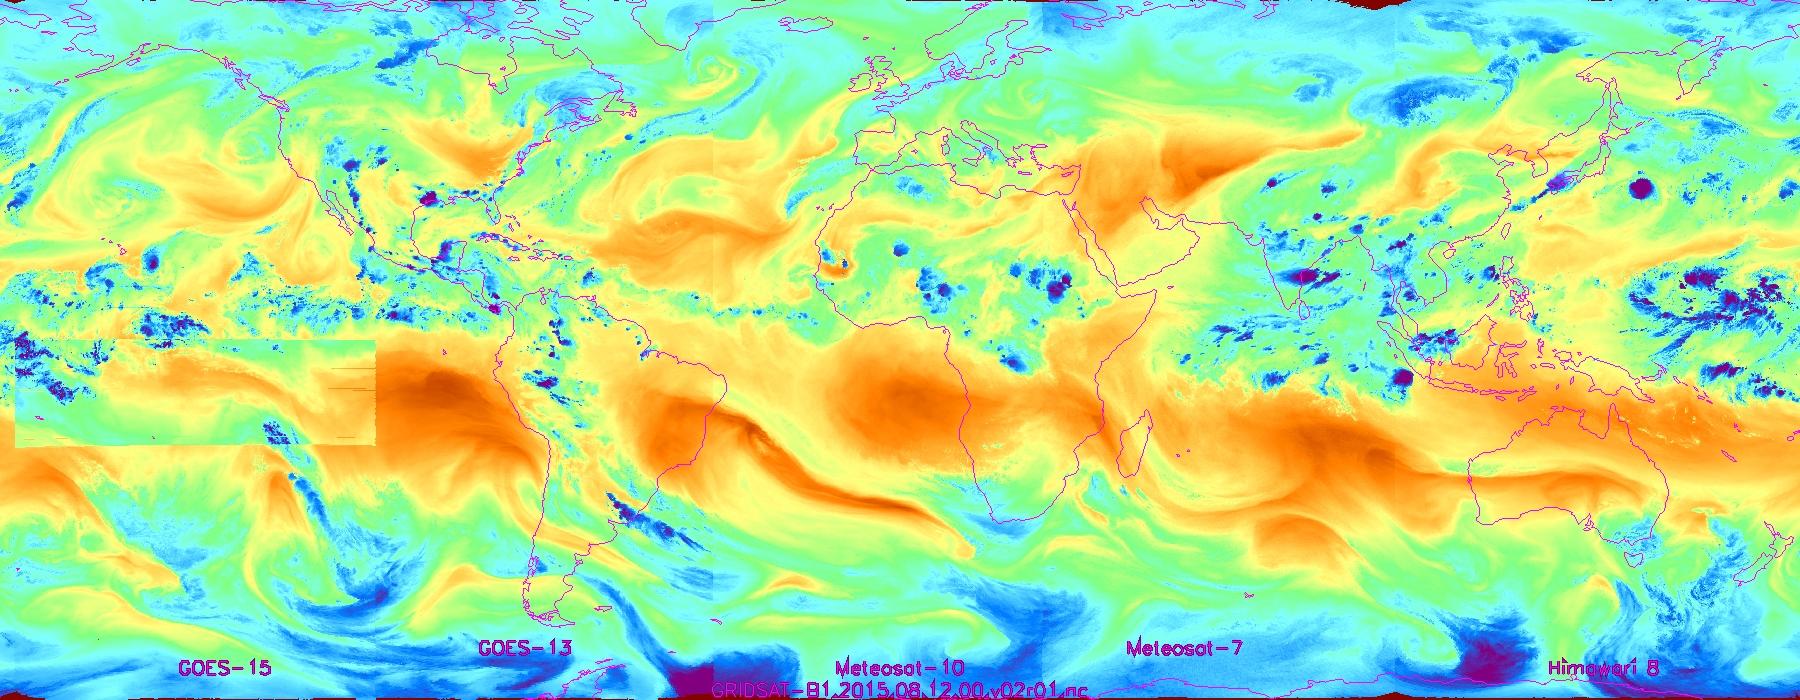 GOES-13
Meteosat-7
GOES-15
Meteosat-10
Himawari 8
GRIDSAT-B1.2015.08.12.00.v02r01.nc